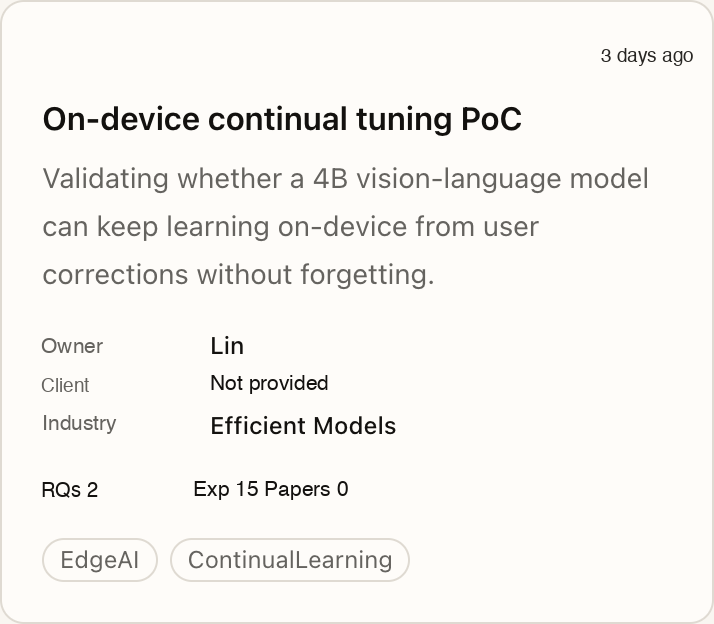 3 days ago
On-device continual tuning PoC
Validating whether a 4B vision-language model
can keep learning on-device from user
corrections without forgetting.
Owner Lin
Client Not provided
Industry Efficient Models
RQs 2 Exp 15 Papers 0
EdgeAI ContinualLearning